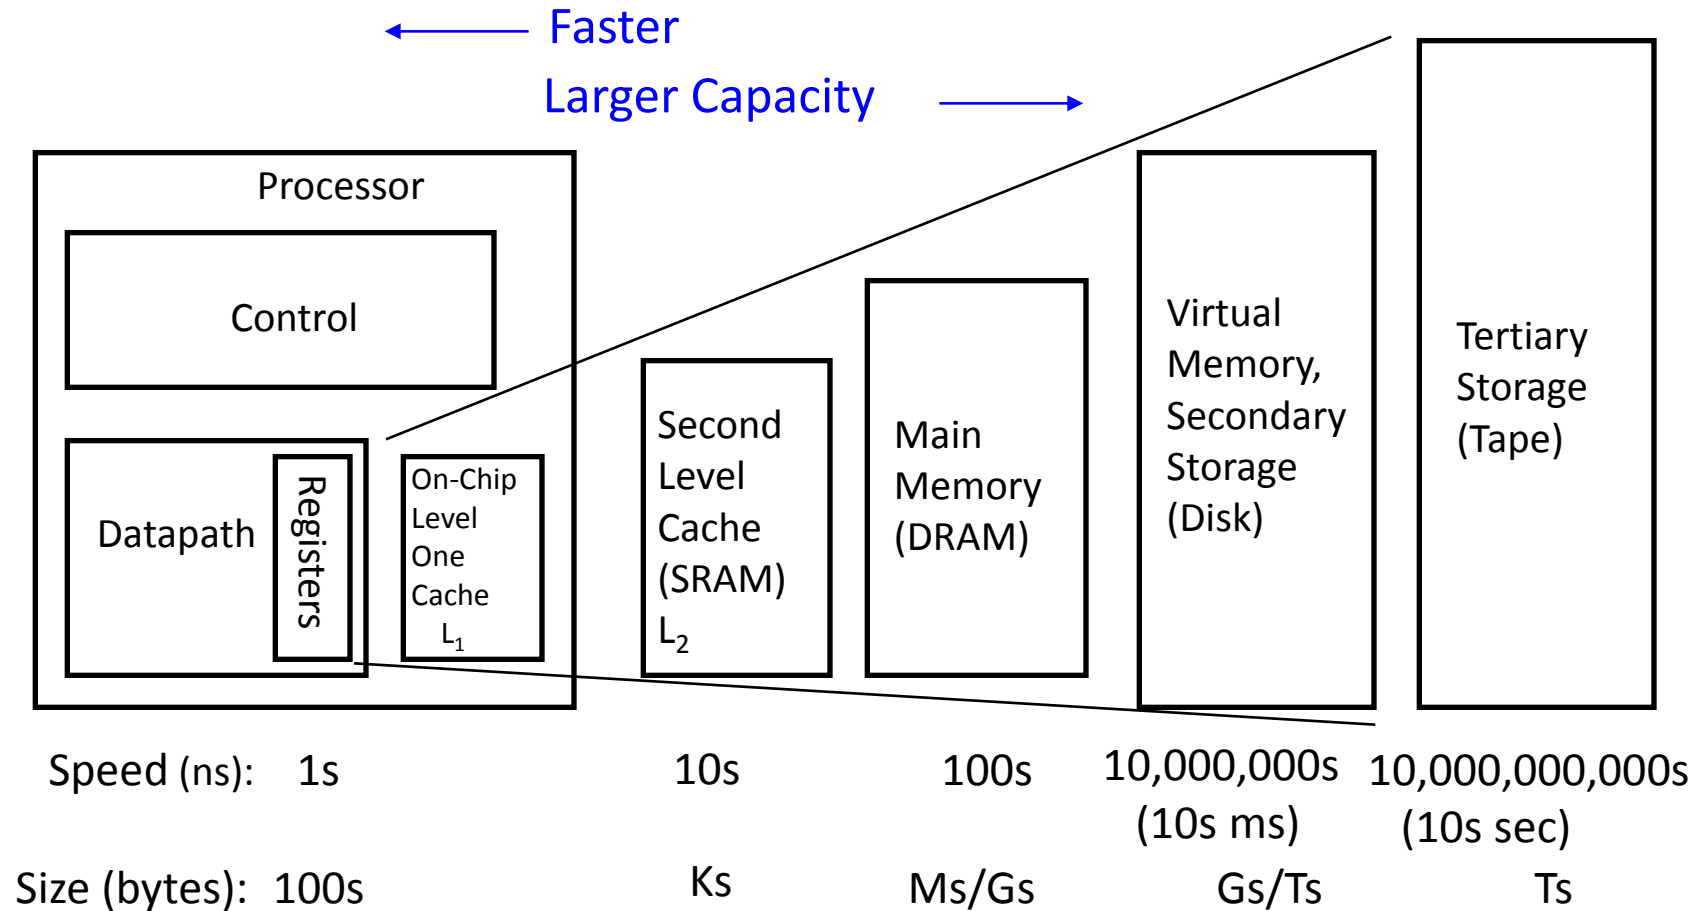 Faster
Larger Capacity
Processor
Control
Datapath
Registers
On-Chip
Level
One
Cache
L₁
Second
Level
Cache
(SRAM)
L₂
Main
Memory
(DRAM)
Virtual
Memory,
Secondary
Storage
(Disk)
Tertiary
Storage
(Tape)
Speed (ns): 1s 10s 100s 10,000,000s 10,000,000,000s
(10s ms) (10s sec)
Size (bytes): 100s Ks Ms/Gs Gs/Ts Ts